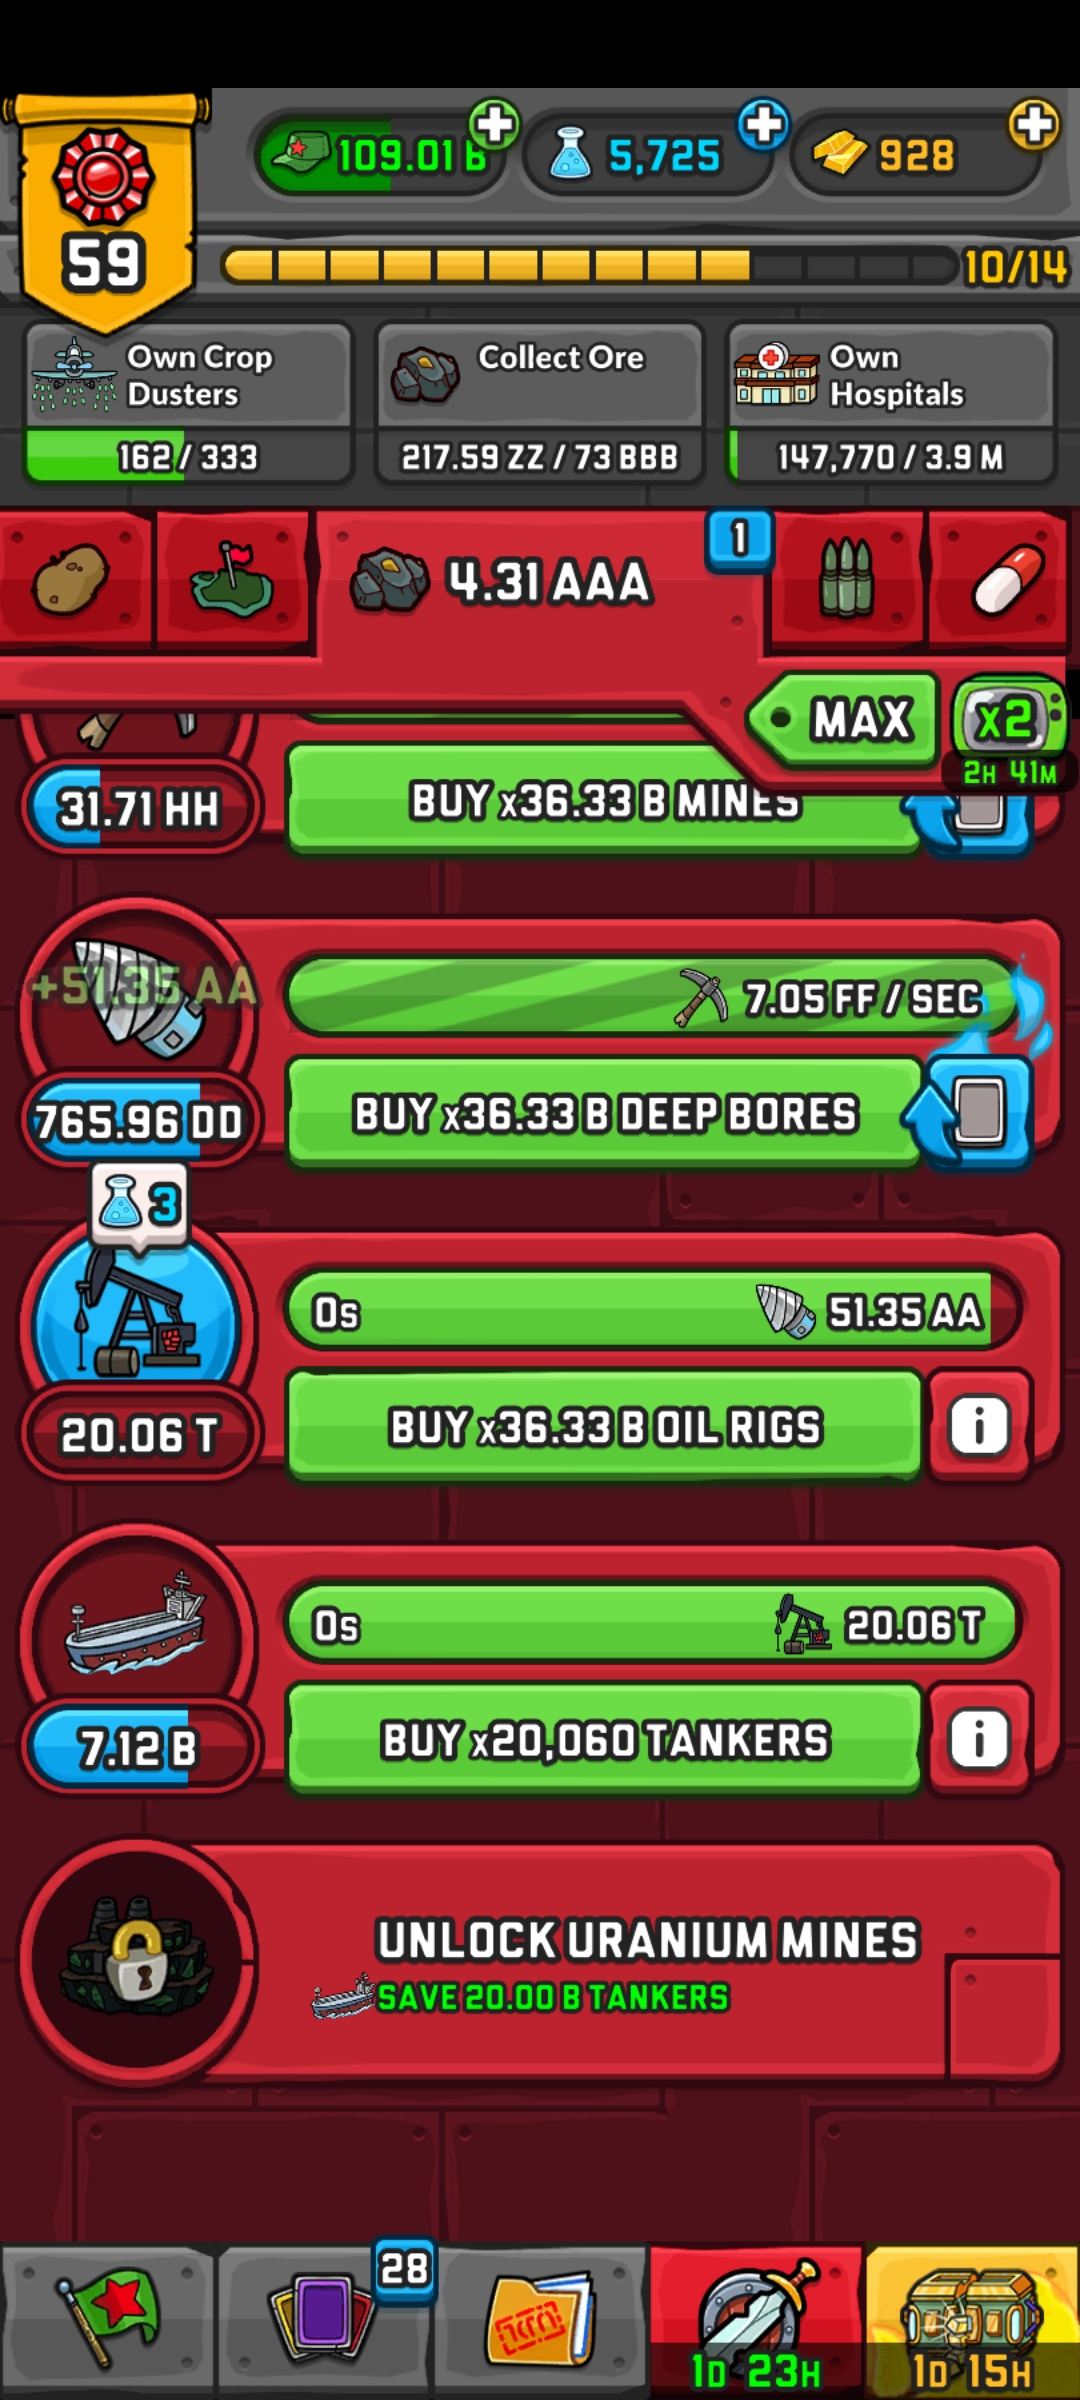 109.01 B
5,725
928
59
10/14
Own Crop
Dusters
162 / 333
Collect Ore
217.59 ZZ / 73 BBB
Own
Hospitals
147,770 / 3.9 M
4.31 AAA
1
MAX
x2
2H 41M
31.71 HH
BUY x36.33 B MINES
+51.35 AA
7.05 FF / SEC
765.96 DD
BUY x36.33 B DEEP BORES
3
0s
51.35 AA
20.06 T
BUY x36.33 B OIL RIGS
i
0s
20.06 T
7.12 B
BUY x20,060 TANKERS
i
UNLOCK URANIUM MINES
SAVE 20.00 B TANKERS
28
1D 23H
1D 15H